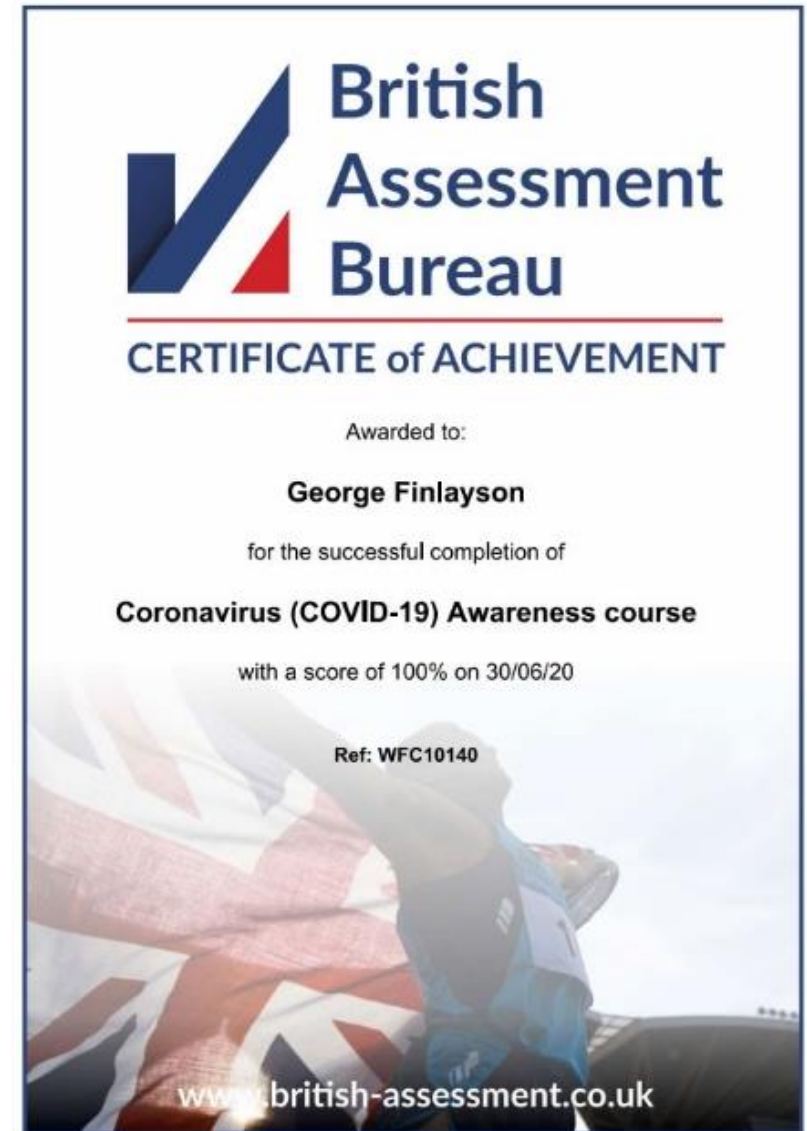 British
Assessment
Bureau
CERTIFICATE of ACHIEVEMENT
Awarded to:
George Finlayson
for the successful completion of
Coronavirus (COVID-19) Awareness course
with a score of 100% on 30/06/20
Ref: WFC10140
www.british-assessment.co.uk